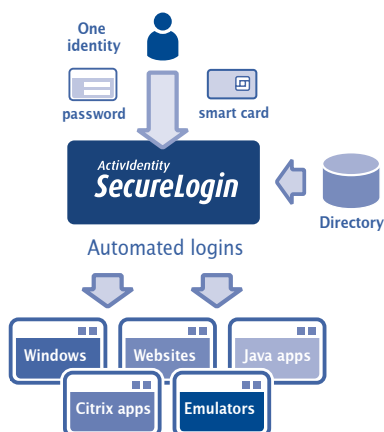 One
identity
password
smart card
ActivIdentity
SecureLogin
Directory
Automated logins
Windows
Websites
Java apps
Citrix apps
Emulators